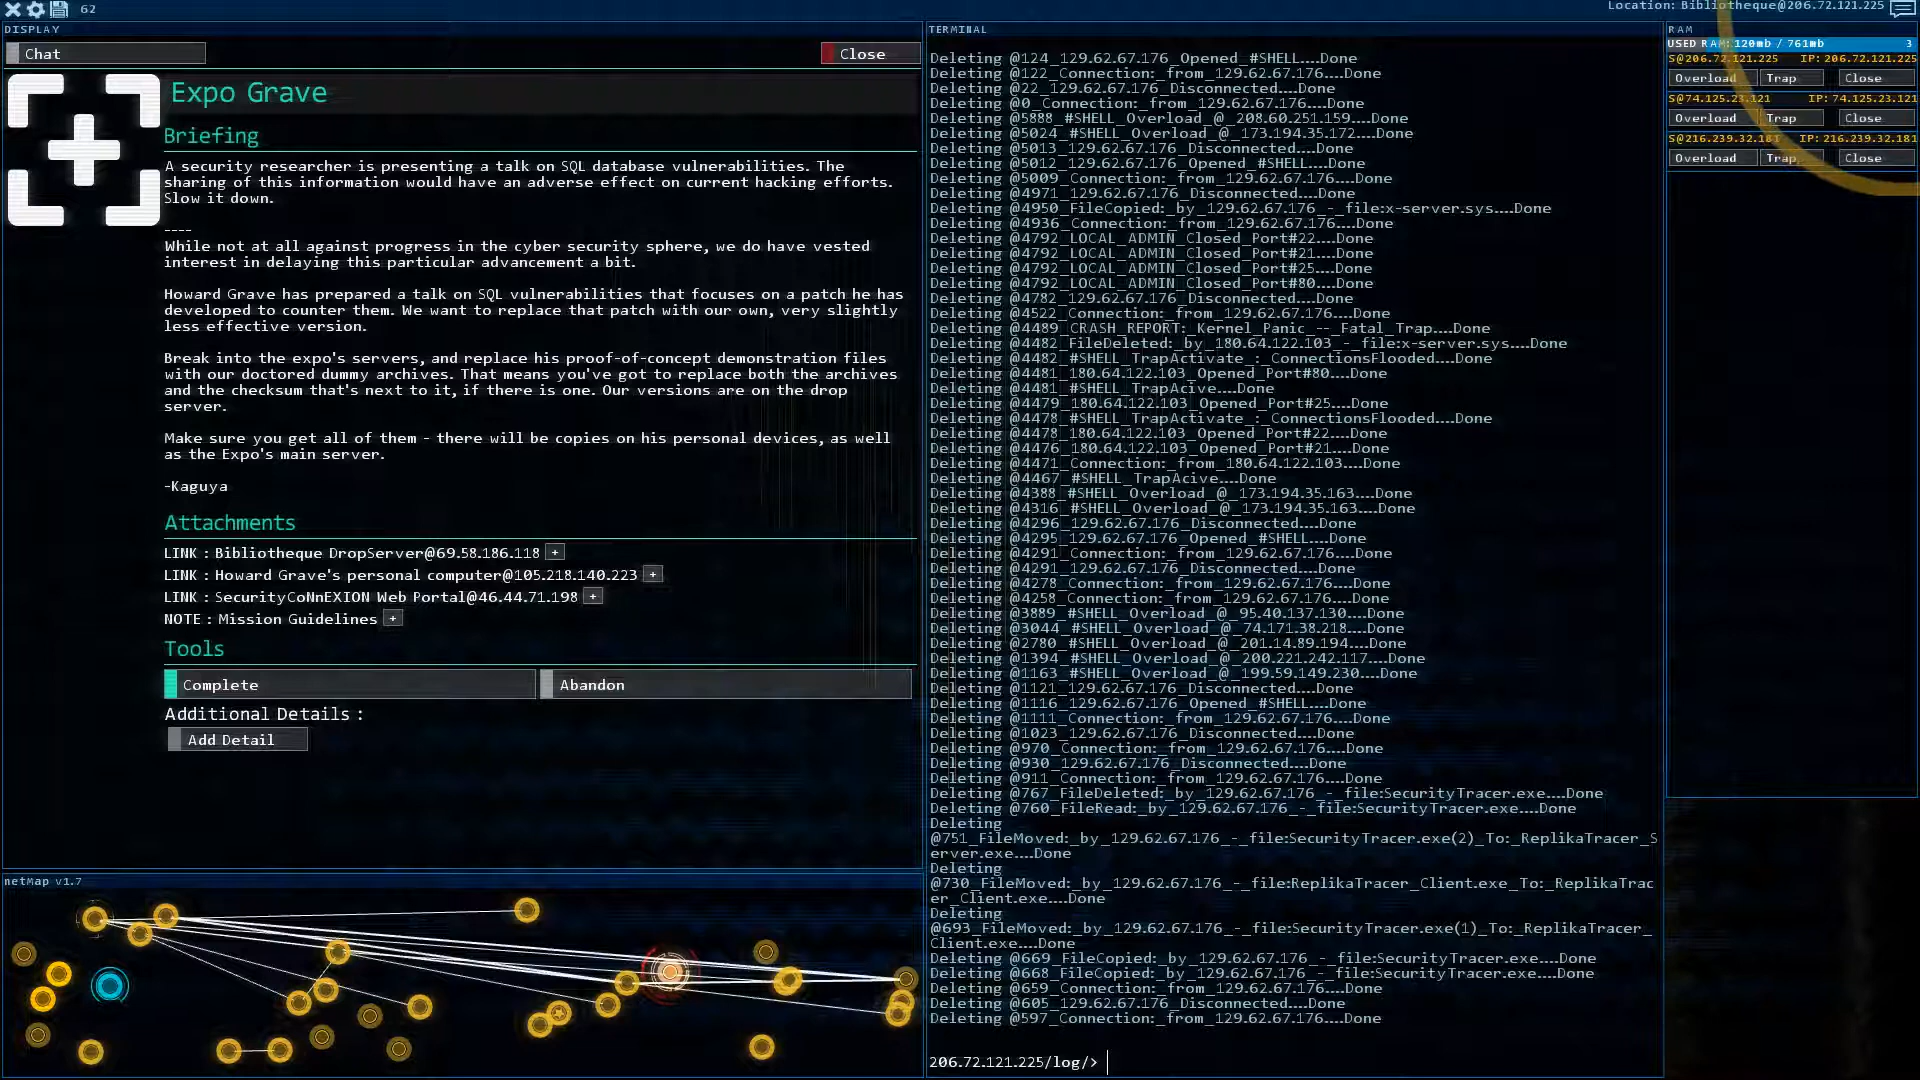 62
Location: Bibliotheque@206.72.121.225
DISPLAY
Chat
Close
Expo Grave
Briefing
A security researcher is presenting a talk on SQL database vulnerabilities. The
sharing of this information would have an adverse effect on current hacking efforts.
Slow it down.
----
While not at all against progress in the cyber security sphere, we do have vested
interest in delaying this particular advancement a bit.
Howard Grave has prepared a talk on SQL vulnerabilities that focuses on a patch he has
developed to counter them. We want to replace that patch with our own, very slightly
less effective version.
Break into the expo's servers, and replace his proof-of-concept demonstration files
with our doctored dummy archives. That means you've got to replace both the archives
and the checksum that's next to it, if there is one. Our versions are on the drop
server.
Make sure you get all of them - there will be copies on his personal devices, as well
as the Expo's main server.
-Kaguya
Attachments
LINK : Bibliotheque DropServer@69.58.186.118 +
LINK : Howard Grave's personal computer@105.218.140.223 +
LINK : SecurityCoNnEXION Web Portal@46.44.71.198 +
NOTE : Mission Guidelines +
Tools
Complete
Abandon
Additional Details :
Add Detail
netMap v1.7
TERMINAL
Deleting @124_129.62.67.176_Opened_#SHELL....Done
Deleting @122_Connection:_from_129.62.67.176....Done
Deleting @22_129.62.67.176_Disconnected....Done
Deleting @0_Connection:_from_129.62.67.176....Done
Deleting @5888_#SHELL_Overload_@_208.60.251.159....Done
Deleting @5024_#SHELL_Overload_@_173.194.35.172....Done
Deleting @5013_129.62.67.176_Disconnected....Done
Deleting @5012_129.62.67.176_Opened_#SHELL....Done
Deleting @5009_Connection:_from_129.62.67.176....Done
Deleting @4971_129.62.67.176_Disconnected....Done
Deleting @4950_FileCopied:_by_129.62.67.176_-_file:x-server.sys....Done
Deleting @4936_Connection:_from_129.62.67.176....Done
Deleting @4792_LOCAL_ADMIN_Closed_Port#22....Done
Deleting @4792_LOCAL_ADMIN_Closed_Port#21....Done
Deleting @4792_LOCAL_ADMIN_Closed_Port#25....Done
Deleting @4792_LOCAL_ADMIN_Closed_Port#80....Done
Deleting @4782_129.62.67.176_Disconnected....Done
Deleting @4522_Connection:_from_129.62.67.176....Done
Deleting @4489_CRASH_REPORT:_Kernel_Panic_--_Fatal_Trap....Done
Deleting @4482_FileDeleted:_by_180.64.122.103_-_file:x-server.sys....Done
Deleting @4482_#SHELL_TrapActivate_:_ConnectionsFlooded....Done
Deleting @4481_180.64.122.103_Opened_Port#80....Done
Deleting @4481_#SHELL_TrapAcive....Done
Deleting @4479_180.64.122.103_Opened_Port#25....Done
Deleting @4478_#SHELL_TrapActivate_:_ConnectionsFlooded....Done
Deleting @4478_180.64.122.103_Opened_Port#22....Done
Deleting @4476_180.64.122.103_Opened_Port#21....Done
Deleting @4471_Connection:_from_180.64.122.103....Done
Deleting @4467_#SHELL_TrapAcive....Done
Deleting @4388_#SHELL_Overload_@_173.194.35.163....Done
Deleting @4316_#SHELL_Overload_@_173.194.35.163....Done
Deleting @4296_129.62.67.176_Disconnected....Done
Deleting @4295_129.62.67.176_Opened_#SHELL....Done
Deleting @4291_Connection:_from_129.62.67.176....Done
Deleting @4291_129.62.67.176_Disconnected....Done
Deleting @4278_Connection:_from_129.62.67.176....Done
Deleting @4258_Connection:_from_129.62.67.176....Done
Deleting @3889_#SHELL_Overload_@_95.40.137.130....Done
Deleting @3044_#SHELL_Overload_@_74.171.38.218....Done
Deleting @2780_#SHELL_Overload_@_201.14.89.194....Done
Deleting @1394_#SHELL_Overload_@_200.221.242.117....Done
Deleting @1163_#SHELL_Overload_@_199.59.149.230....Done
Deleting @1121_129.62.67.176_Disconnected....Done
Deleting @1116_129.62.67.176_Opened_#SHELL....Done
Deleting @1111_Connection:_from_129.62.67.176....Done
Deleting @1023_129.62.67.176_Disconnected....Done
Deleting @970_Connection:_from_129.62.67.176....Done
Deleting @930_129.62.67.176_Disconnected....Done
Deleting @911_Connection:_from_129.62.67.176....Done
Deleting @767_FileDeleted:_by_129.62.67.176_-_file:SecurityTracer.exe....Done
Deleting @760_FileRead:_by_129.62.67.176_-_file:SecurityTracer.exe....Done
Deleting
@751_FileMoved:_by_129.62.67.176_-_file:SecurityTracer.exe(2)_To:_ReplikaTracer_S
erver.exe....Done
Deleting
@730_FileMoved:_by_129.62.67.176_-_file:ReplikaTracer_Client.exe_To:_ReplikaTrac
er_Client.exe....Done
Deleting
@693_FileMoved:_by_129.62.67.176_-_file:SecurityTracer.exe(1)_To:_ReplikaTracer_
Client.exe....Done
Deleting @669_FileCopied:_by_129.62.67.176_-_file:SecurityTracer.exe....Done
Deleting @668_FileCopied:_by_129.62.67.176_-_file:SecurityTracer.exe....Done
Deleting @659_Connection:_from_129.62.67.176....Done
Deleting @605_129.62.67.176_Disconnected....Done
Deleting @597_Connection:_from_129.62.67.176....Done
206.72.121.225/log/>
RAM
USED RAM: 120mb / 761mb 3
S@206.72.121.225 IP: 206.72.121.225
Overload Trap Close
S@74.125.23.121 IP: 74.125.23.121
Overload Trap Close
S@216.239.32.181 IP: 216.239.32.181
Overload Trap Close